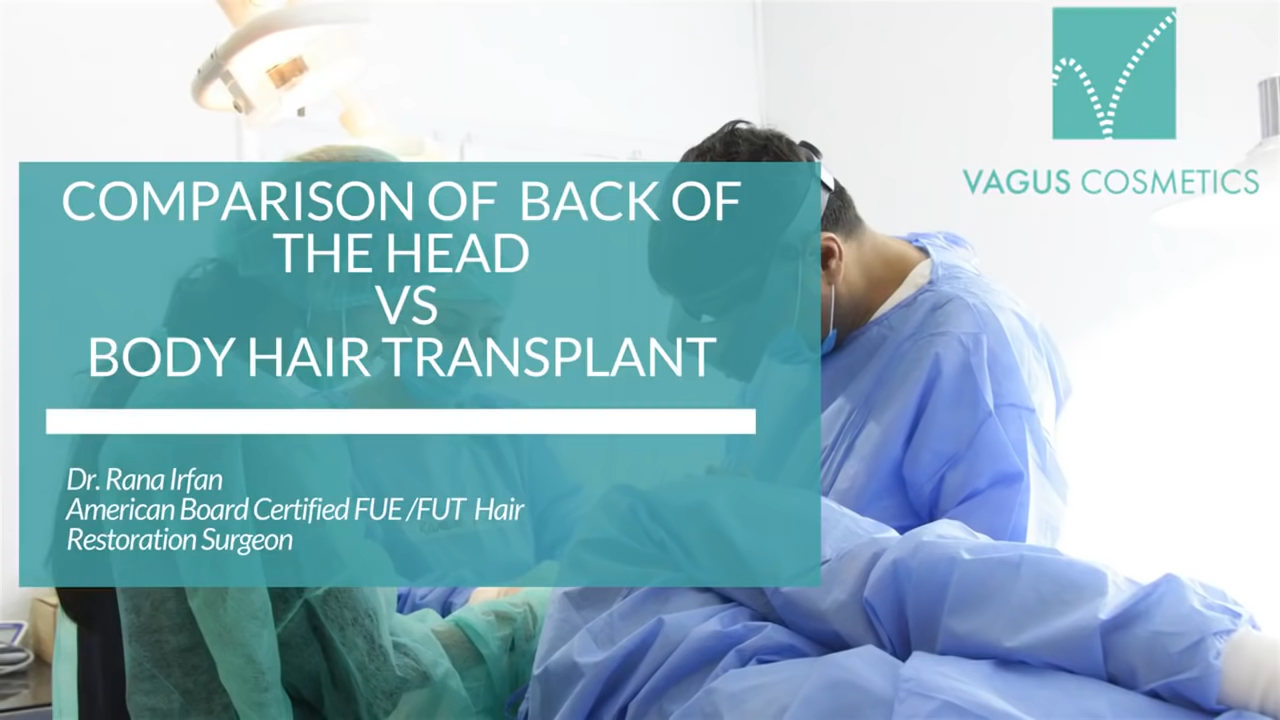 VAGUS COSMETICS
COMPARISON OF BACK OF
THE HEAD
VS
BODY HAIR TRANSPLANT
Dr. Rana Irfan
American Board Certified FUE /FUT Hair
Restoration Surgeon